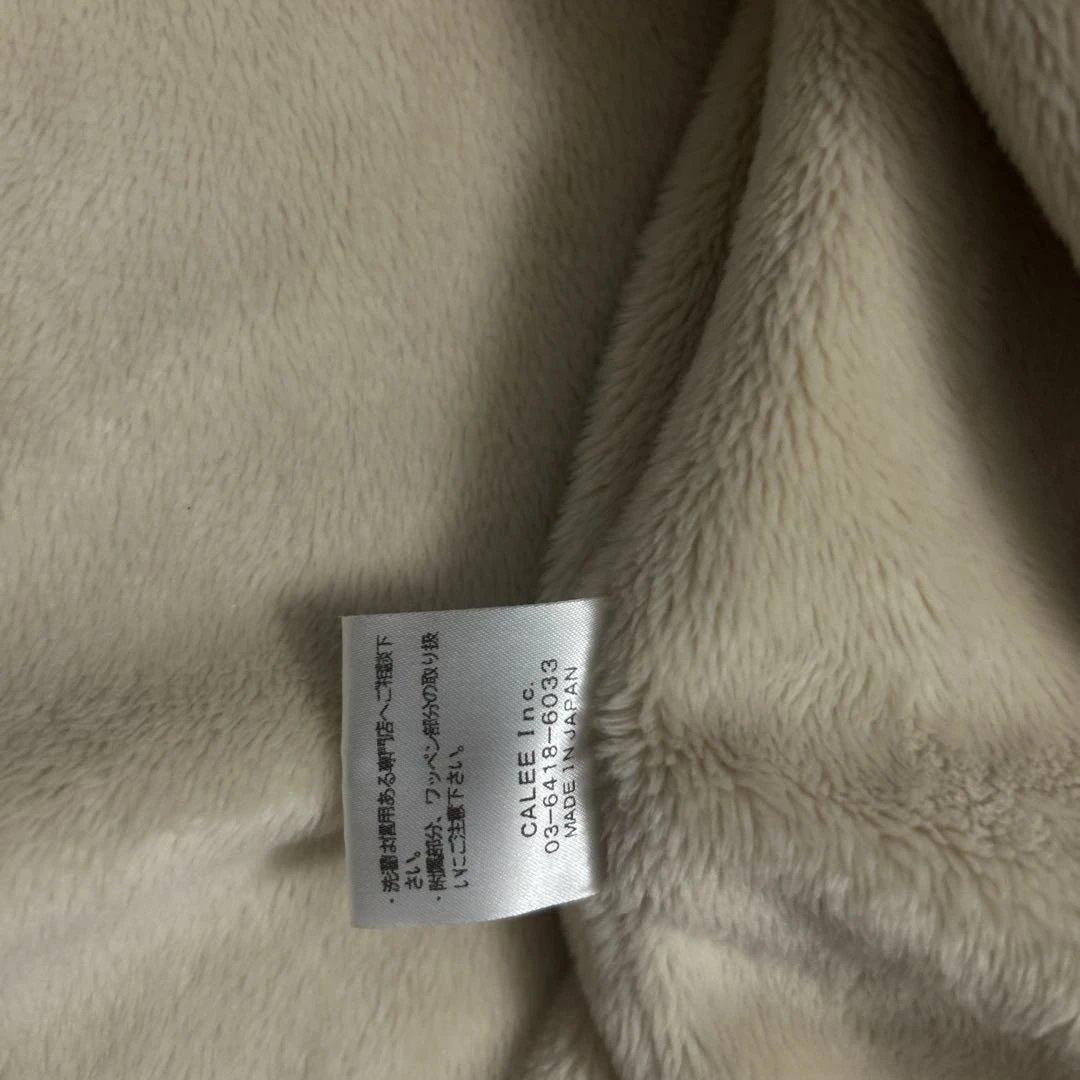 ・洗濯は信用ある専門店へご相談下
さい。
・附属部分、ワッペン部分の取り扱
いにご注意下さい。
CALEE Inc.
03-6418-6033
MADE IN JAPAN